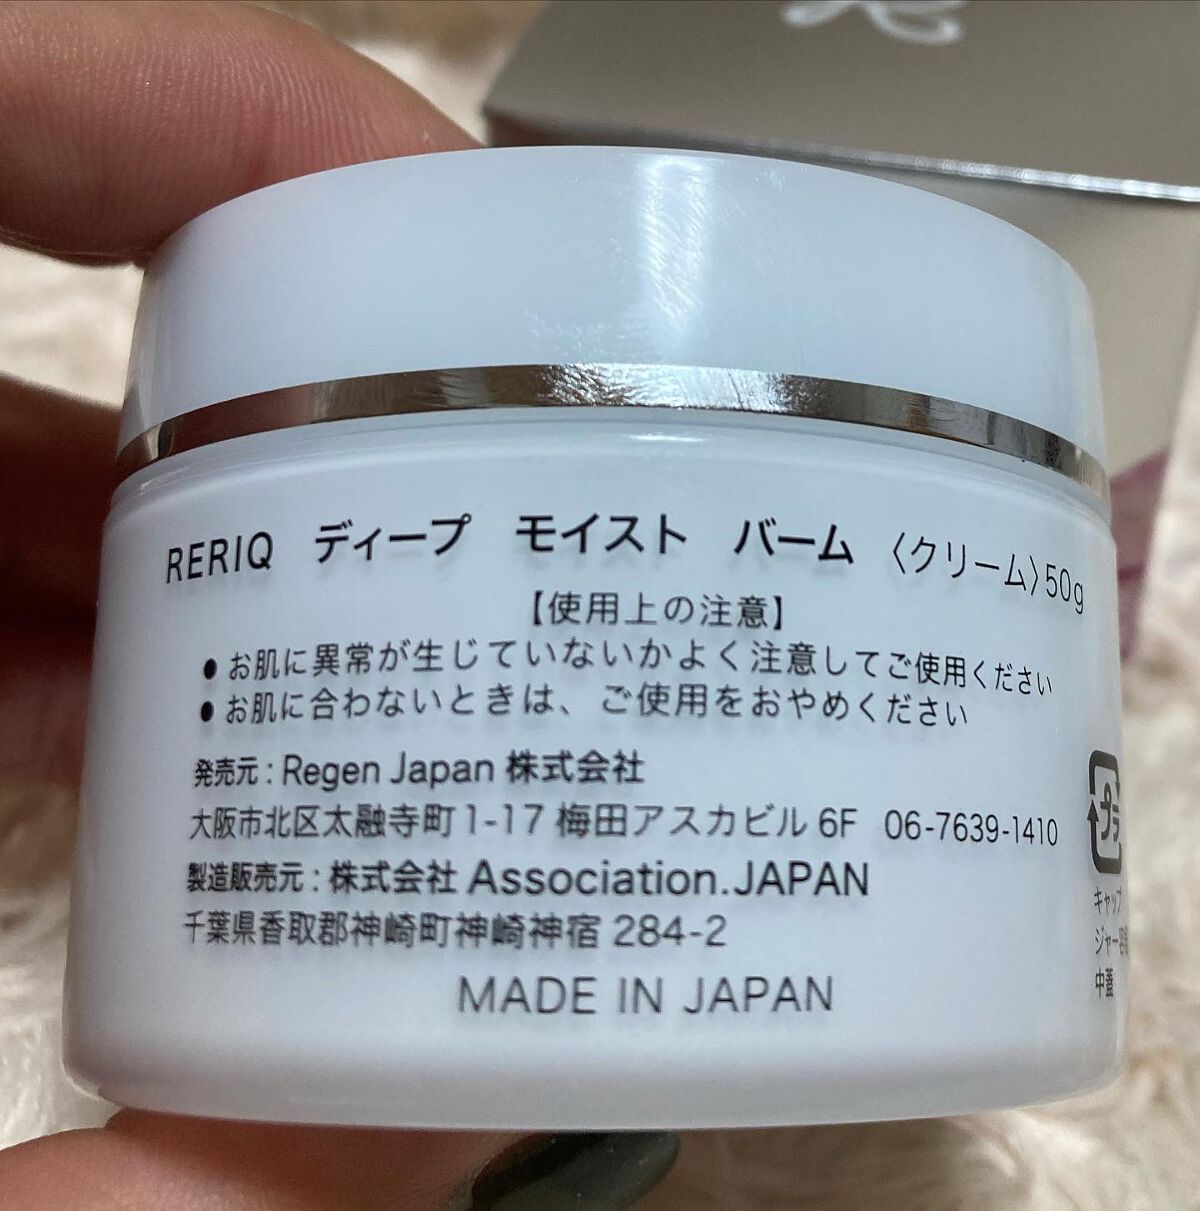 RERIQ ディープ モイスト バーム 〈クリーム〉50g
【使用上の注意】
● お肌に異常が生じていないかよく注意してご使用ください
● お肌に合わないときは、ご使用をおやめください
発売元 : Regen Japan 株式会社
大阪市北区太融寺町1-17 梅田アスカビル 6F 06-7639-1410
製造販売元 : 株式会社 Association.JAPAN
千葉県香取郡神崎町神崎神宿 284-2
MADE IN JAPAN
プラ
キャップ
ジャー
中蓋